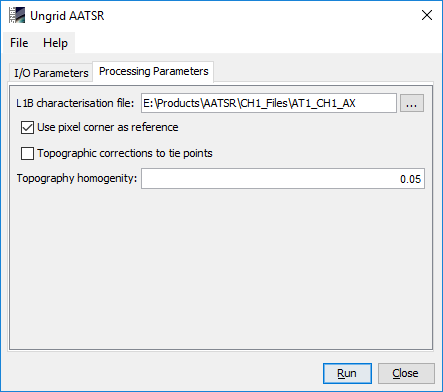 Ungrid AATSR
File Help
I/O Parameters Processing Parameters
L1B characterisation file: E:\Products\AATSR\CH1_Files\AT1_CH1_AX ...
Use pixel corner as reference
Topographic corrections to tie points
Topography homogenity: 0.05
Run Close